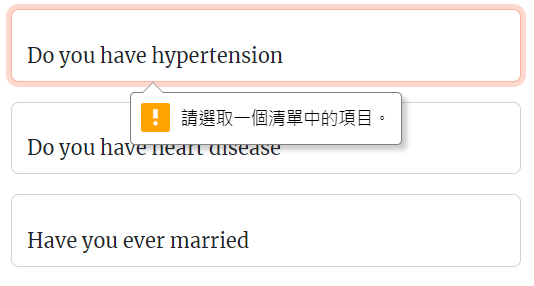 Do you have hypertension
請選取一個清單中的項目。
Do you have heart disease
Have you ever married